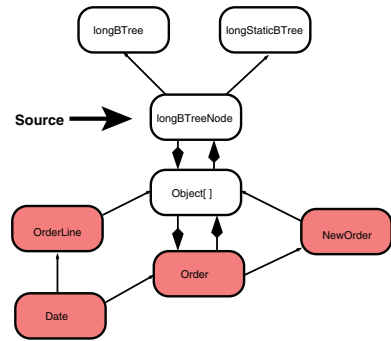 longBTree
longStaticBTree
Source
longBTreeNode
Object[ ]
OrderLine
NewOrder
Order
Date